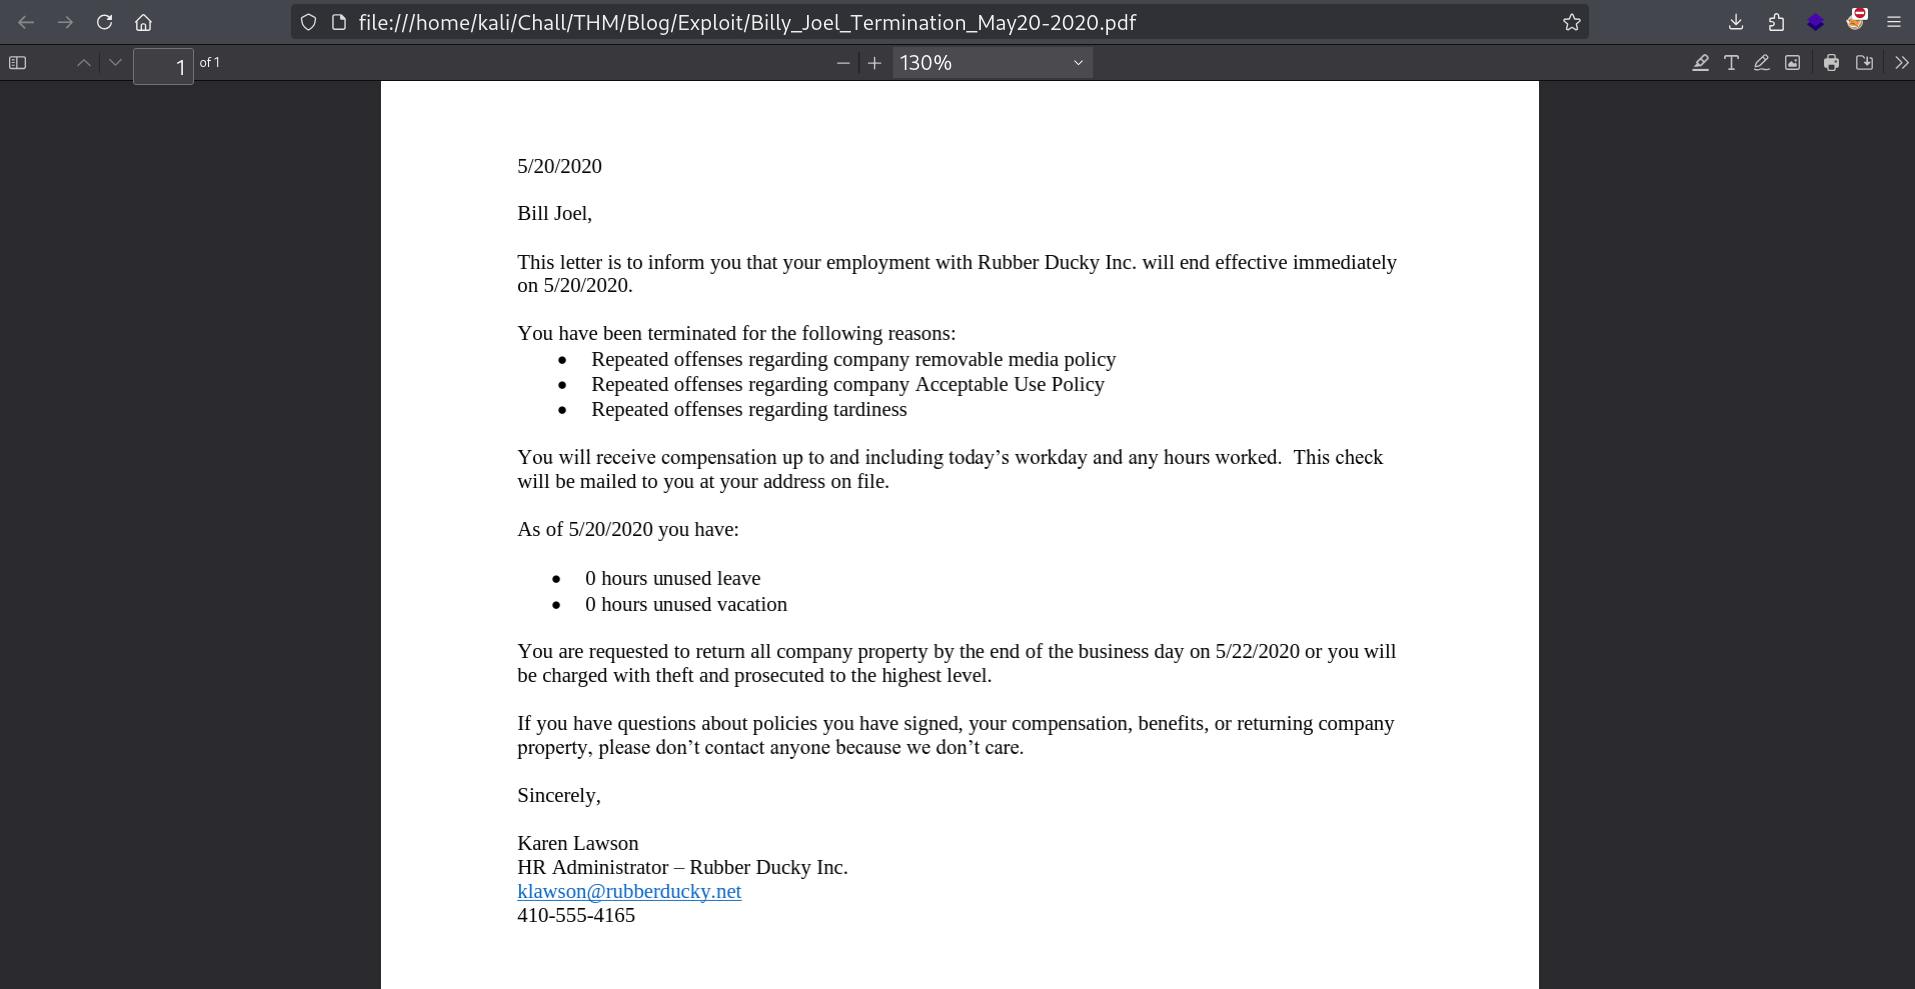 file:///home/kali/Chall/THM/Blog/Exploit/Billy_Joel_Termination_May20-2020.pdf
1 of 1
130%
5/20/2020
Bill Joel,
This letter is to inform you that your employment with Rubber Ducky Inc. will end effective immediately
on 5/20/2020.
You have been terminated for the following reasons:
• Repeated offenses regarding company removable media policy
• Repeated offenses regarding company Acceptable Use Policy
• Repeated offenses regarding tardiness
You will receive compensation up to and including today’s workday and any hours worked.  This check
will be mailed to you at your address on file.
As of 5/20/2020 you have:
• 0 hours unused leave
• 0 hours unused vacation
You are requested to return all company property by the end of the business day on 5/22/2020 or you will
be charged with theft and prosecuted to the highest level.
If you have questions about policies you have signed, your compensation, benefits, or returning company
property, please don’t contact anyone because we don’t care.
Sincerely,
Karen Lawson
HR Administrator – Rubber Ducky Inc.
klawson@rubberducky.net
410-555-4165